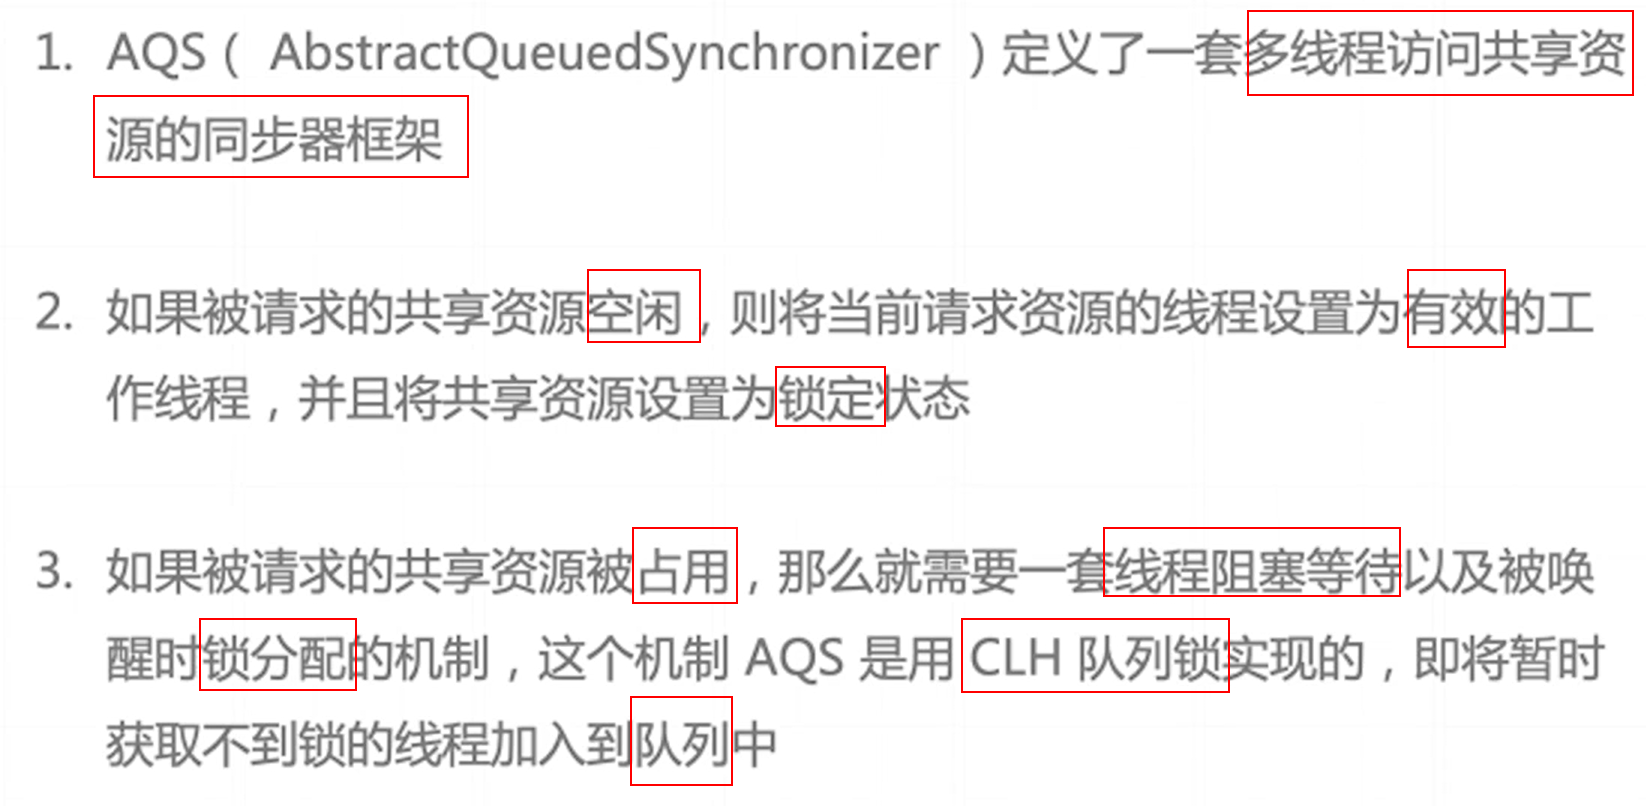 1. AQS（ AbstractQueuedSynchronizer ）定义了一套多线程访问共享资
源的同步器框架
2. 如果被请求的共享资源空闲，则将当前请求资源的线程设置为有效的工
作线程，并且将共享资源设置为锁定状态
3. 如果被请求的共享资源被占用，那么就需要一套线程阻塞等待以及被唤
醒时锁分配的机制，这个机制 AQS 是用 CLH 队列锁实现的，即将暂时
获取不到锁的线程加入到队列中